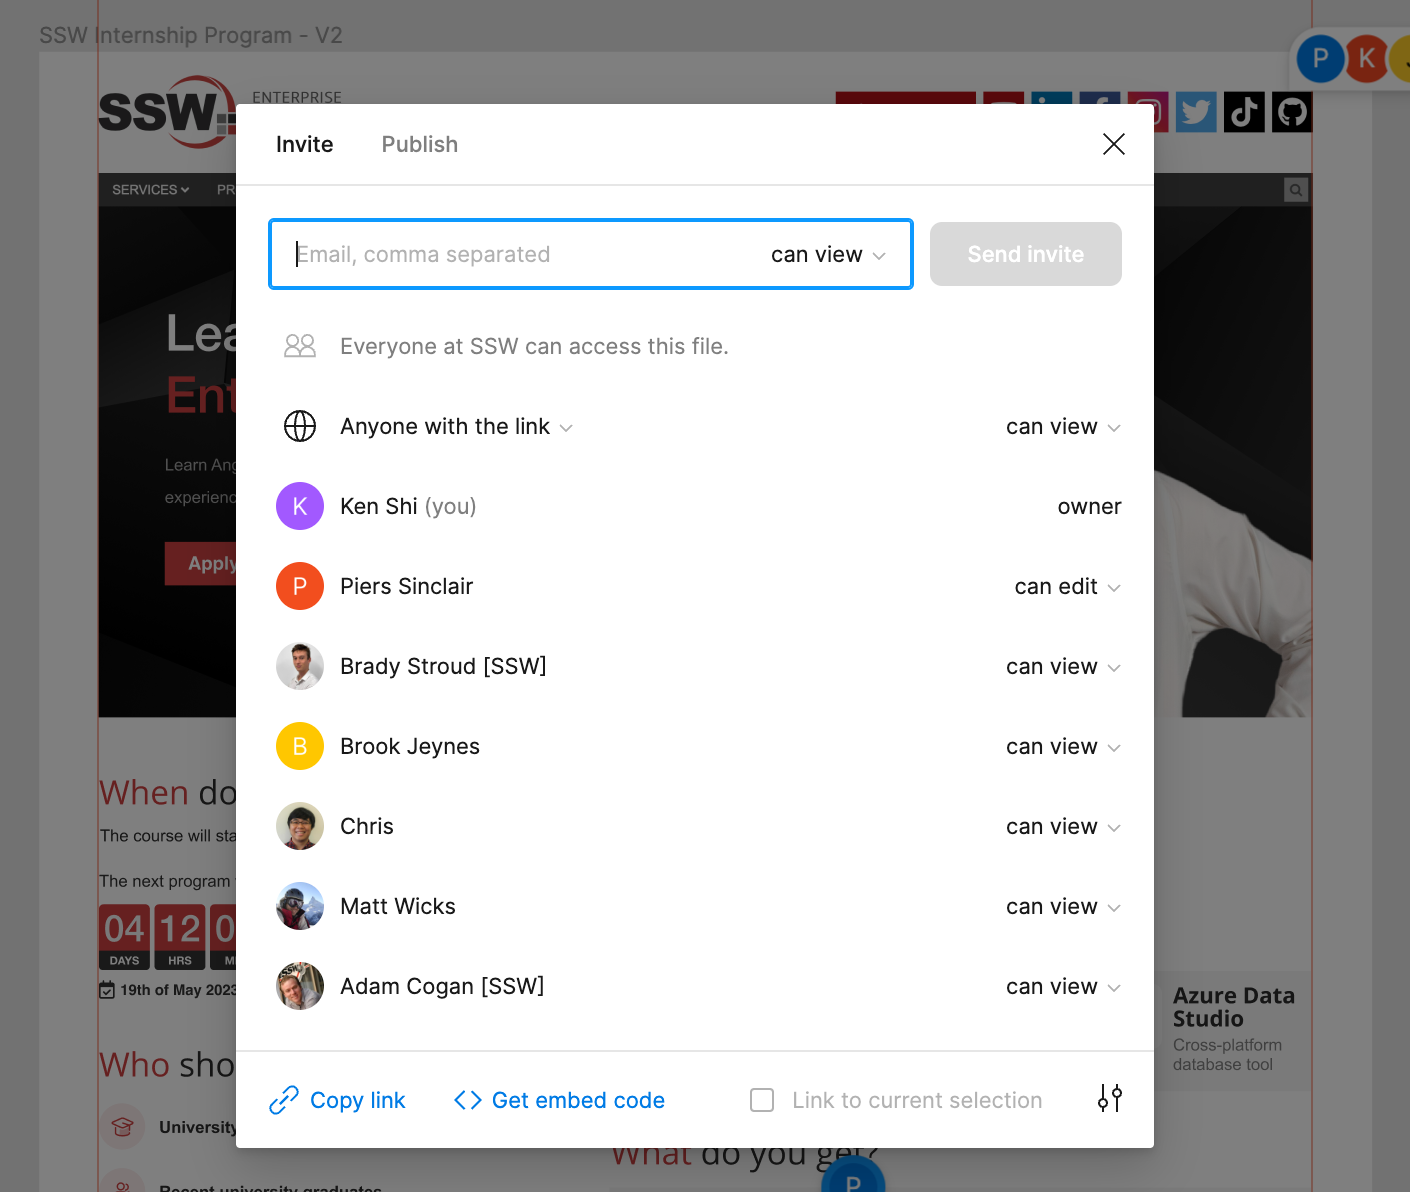 SSW Internship Program - V2
P
K
SSW
ENTERPRISE
Invite
Publish
SERVICES
PR
Email, comma separated
can view
Send invite
Lea
Ent
Everyone at SSW can access this file.
Anyone with the link
can view
Learn Ang
experienc
K
Ken Shi (you)
owner
Apply
P
Piers Sinclair
can edit
Brady Stroud [SSW]
can view
B
Brook Jeynes
can view
When do
The course will sta
Chris
can view
The next program
04
12
0
DAYS
HRS
M
Matt Wicks
can view
19th of May 2023
SSW
Adam Cogan [SSW]
can view
Azure Data
Studio
Cross-platform
database tool
Who sho
Copy link
Get embed code
Link to current selection
University
What do you get?
P
Recent university graduates